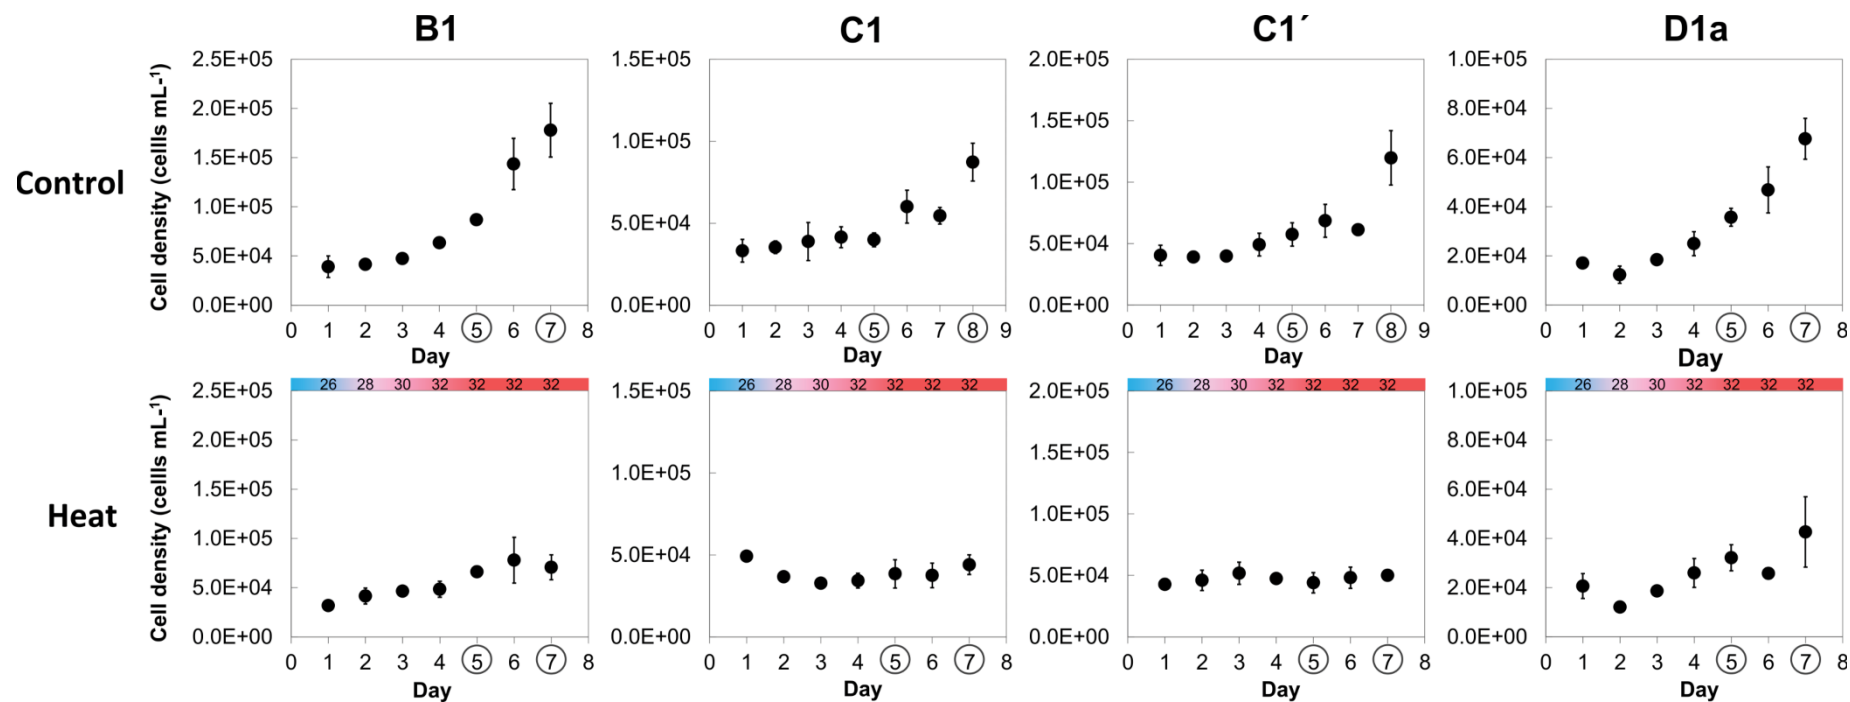 B1 C1 C1´ D1a
Control
Cell density (cellls mL-¹)
2.5E+05
2.0E+05
1.5E+05
1.0E+05
5.0E+04
0.0E+00
0 1 2 3 4 5 6 7 8
Day
1.5E+05
1.0E+05
5.0E+04
0.0E+00
0 1 2 3 4 5 6 7 8 9
Day
2.0E+05
1.5E+05
1.0E+05
5.0E+04
0.0E+00
0 1 2 3 4 5 6 7 8 9
Day
1.0E+05
8.0E+04
6.0E+04
4.0E+04
2.0E+04
0.0E+00
0 1 2 3 4 5 6 7 8
Day
Heat
Cell density (cellls mL-¹)
26 28 30 32 32 32 32
2.5E+05
2.0E+05
1.5E+05
1.0E+05
5.0E+04
0.0E+00
0 1 2 3 4 5 6 7 8
Day
26 28 30 32 32 32 32
1.5E+05
1.0E+05
5.0E+04
0.0E+00
0 1 2 3 4 5 6 7 8
Day
26 28 30 32 32 32 32
2.0E+05
1.5E+05
1.0E+05
5.0E+04
0.0E+00
0 1 2 3 4 5 6 7 8
Day
26 28 30 32 32 32 32
1.0E+05
8.0E+04
6.0E+04
4.0E+04
2.0E+04
0.0E+00
0 1 2 3 4 5 6 7 8
Day